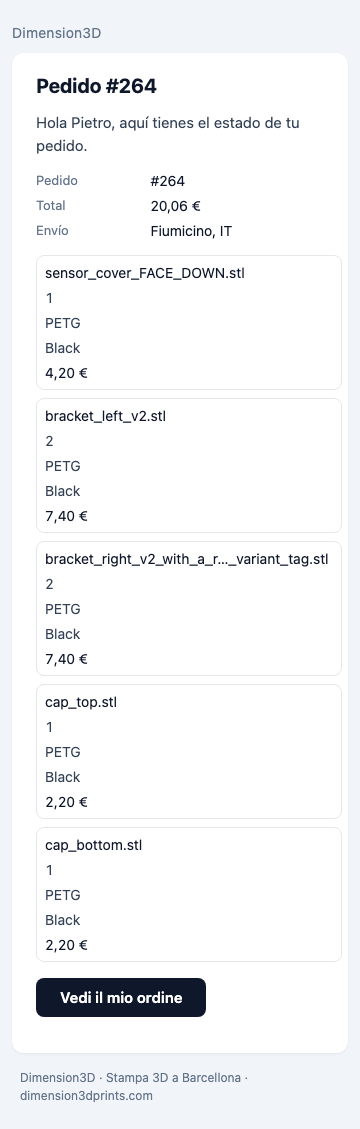 Dimension3D
Pedido #264
Hola Pietro, aquí tienes el estado de tu
pedido.
Pedido #264
Total 20,06 €
Envío Fiumicino, IT
sensor_cover_FACE_DOWN.stl
1
PETG
Black
4,20 €
bracket_left_v2.stl
2
PETG
Black
7,40 €
bracket_right_v2_with_a_r..._variant_tag.stl
2
PETG
Black
7,40 €
cap_top.stl
1
PETG
Black
2,20 €
cap_bottom.stl
1
PETG
Black
2,20 €
Vedi il mio ordine
Dimension3D · Stampa 3D a Barcellona ·
dimension3dprints.com